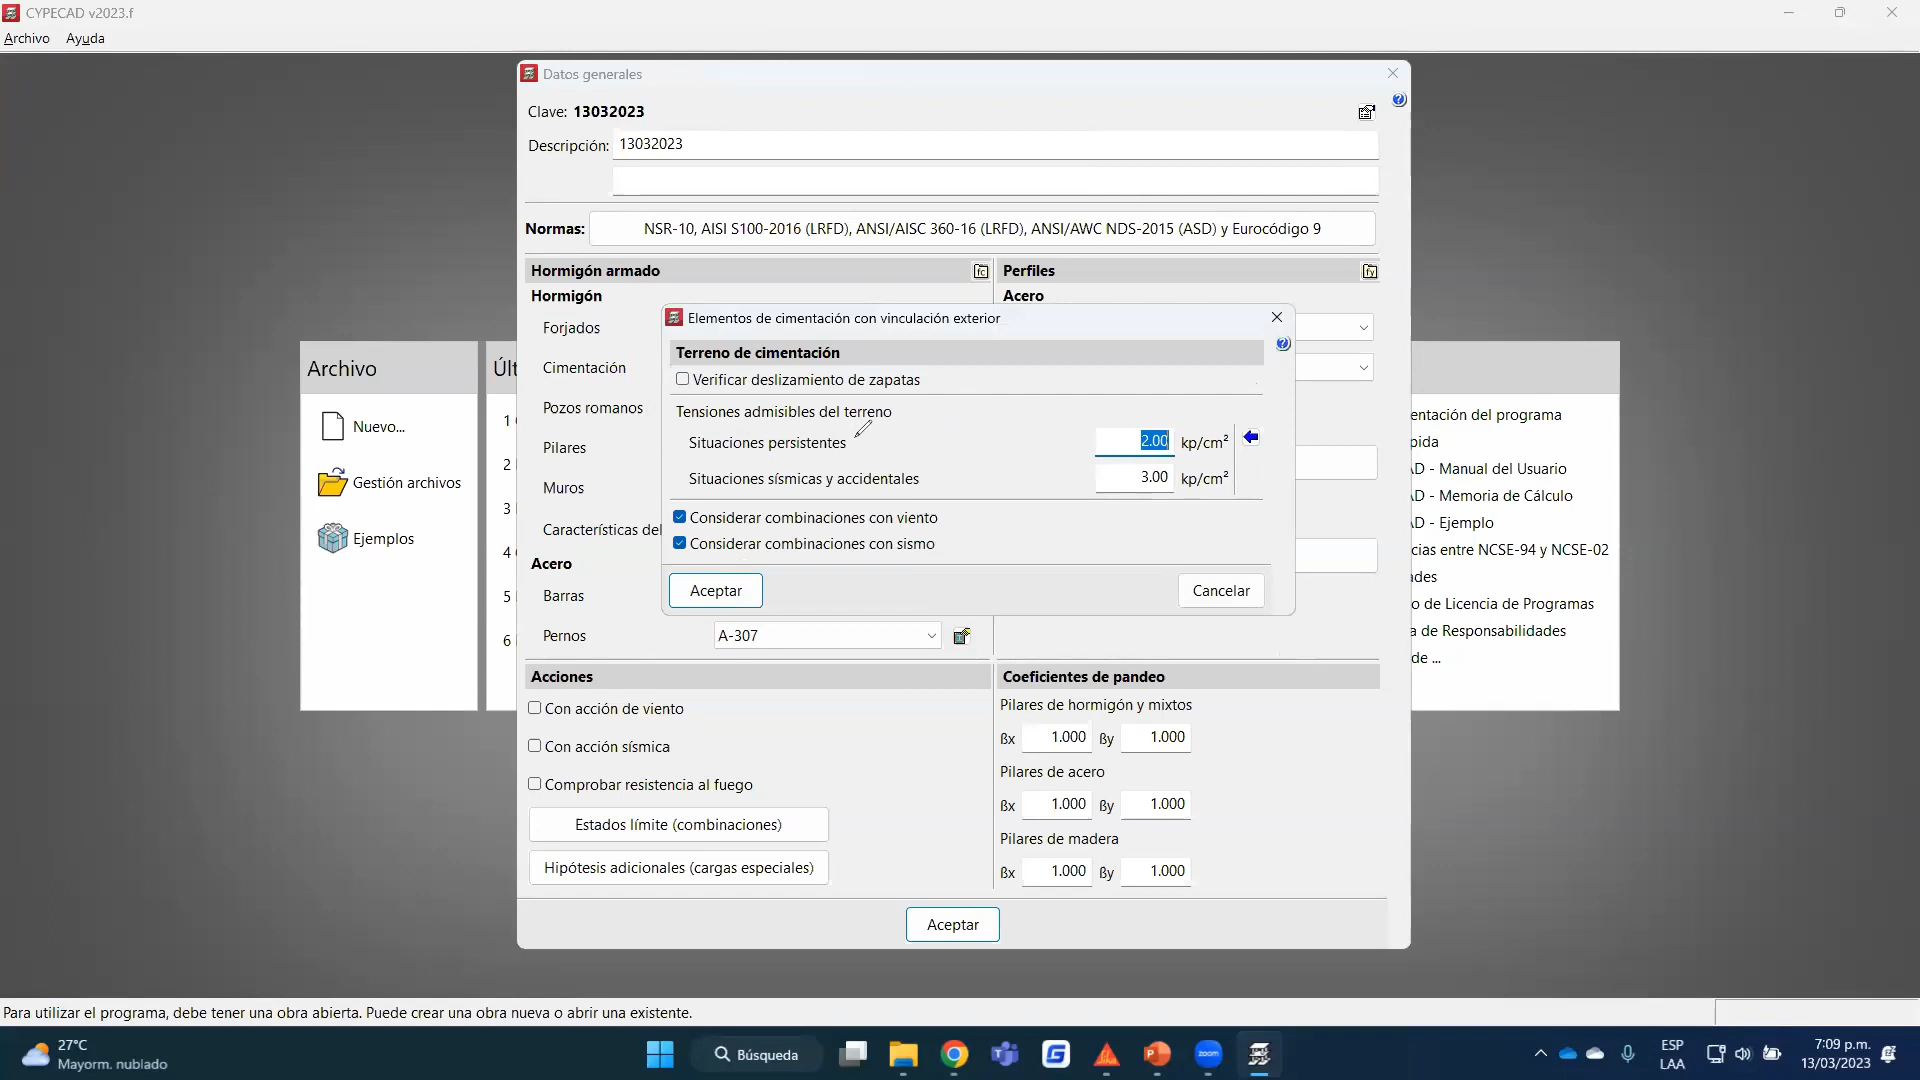 CYPECAD v2023.f
Archivo Ayuda
Datos generales
Clave: 13032023
Descripción: 13032023
Normas: NSR-10, AISI S100-2016 (LRFD), ANSI/AISC 360-16 (LRFD), ANSI/AWC NDS-2015 (ASD) y Eurocódigo 9
Hormigón armado
Perfiles
Hormigón
Acero
Forjados
Cimentación
Pozos romanos
Pilares
Muros
Características del
Acero
Barras
Pernos A-307
Elementos de cimentación con vinculación exterior
Terreno de cimentación
Verificar deslizamiento de zapatas
Tensiones admisibles del terreno
Situaciones persistentes 2.00 kp/cm²
Situaciones sísmicas y accidentales 3.00 kp/cm²
Considerar combinaciones con viento
Considerar combinaciones con sismo
Aceptar Cancelar
Acciones
Con acción de viento
Con acción sísmica
Comprobar resistencia al fuego
Estados límite (combinaciones)
Hipótesis adicionales (cargas especiales)
Coeficientes de pandeo
Pilares de hormigón y mixtos
ßx 1.000 ßy 1.000
Pilares de acero
ßx 1.000 ßy 1.000
Pilares de madera
ßx 1.000 ßy 1.000
Aceptar
Archivo
Nuevo...
Gestión archivos
Ejemplos
Últ
1
2
3
4
5
6
entación del programa
pida
AD - Manual del Usuario
AD - Memoria de Cálculo
AD - Ejemplo
cias entre NCSE-94 y NCSE-02
ades
o de Licencia de Programas
a de Responsabilidades
de ...
Para utilizar el programa, debe tener una obra abierta. Puede crear una obra nueva o abrir una existente.
27°C
Mayorm. nublado
Búsqueda
zoom
ESP
LAA
7:09 p.m.
13/03/2023